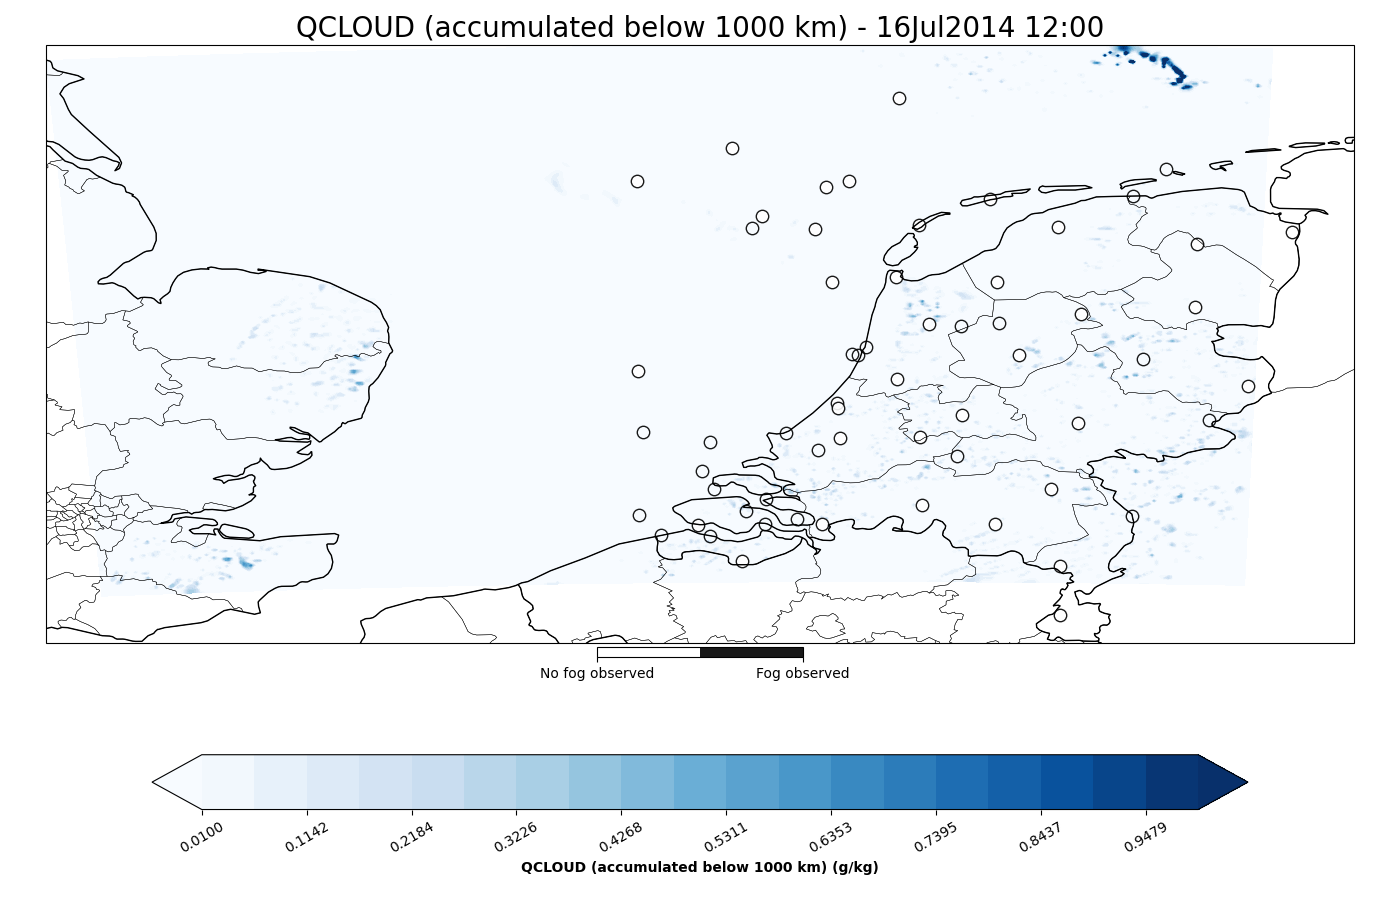 QCLOUD (accumulated below 1000 km) - 16Jul2014 12:00
No fog observed
Fog observed
0.0100
0.1142
0.2184
0.3226
0.4268
0.5311
0.6353
0.7395
0.8437
0.9479
QCLOUD (accumulated below 1000 km) (g/kg)